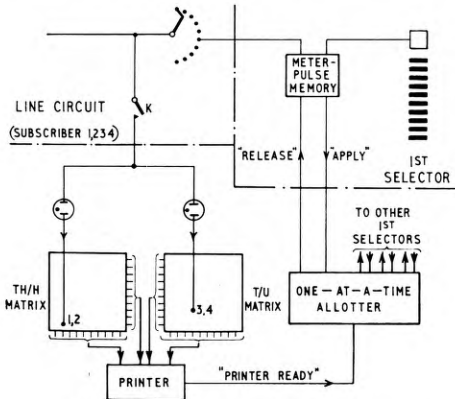 METER-
PULSE
MEMORY
K
LINE CIRCUIT
(SUBSCRIBER 1,234)
"RELEASE"
"APPLY"
1ST
SELECTOR
TO OTHER
1ST
SELECTORS
TH/H
MATRIX
1,2
3,4
T/U
MATRIX
ONE-AT-A-TIME
ALLOTTER
PRINTER
"PRINTER READY"